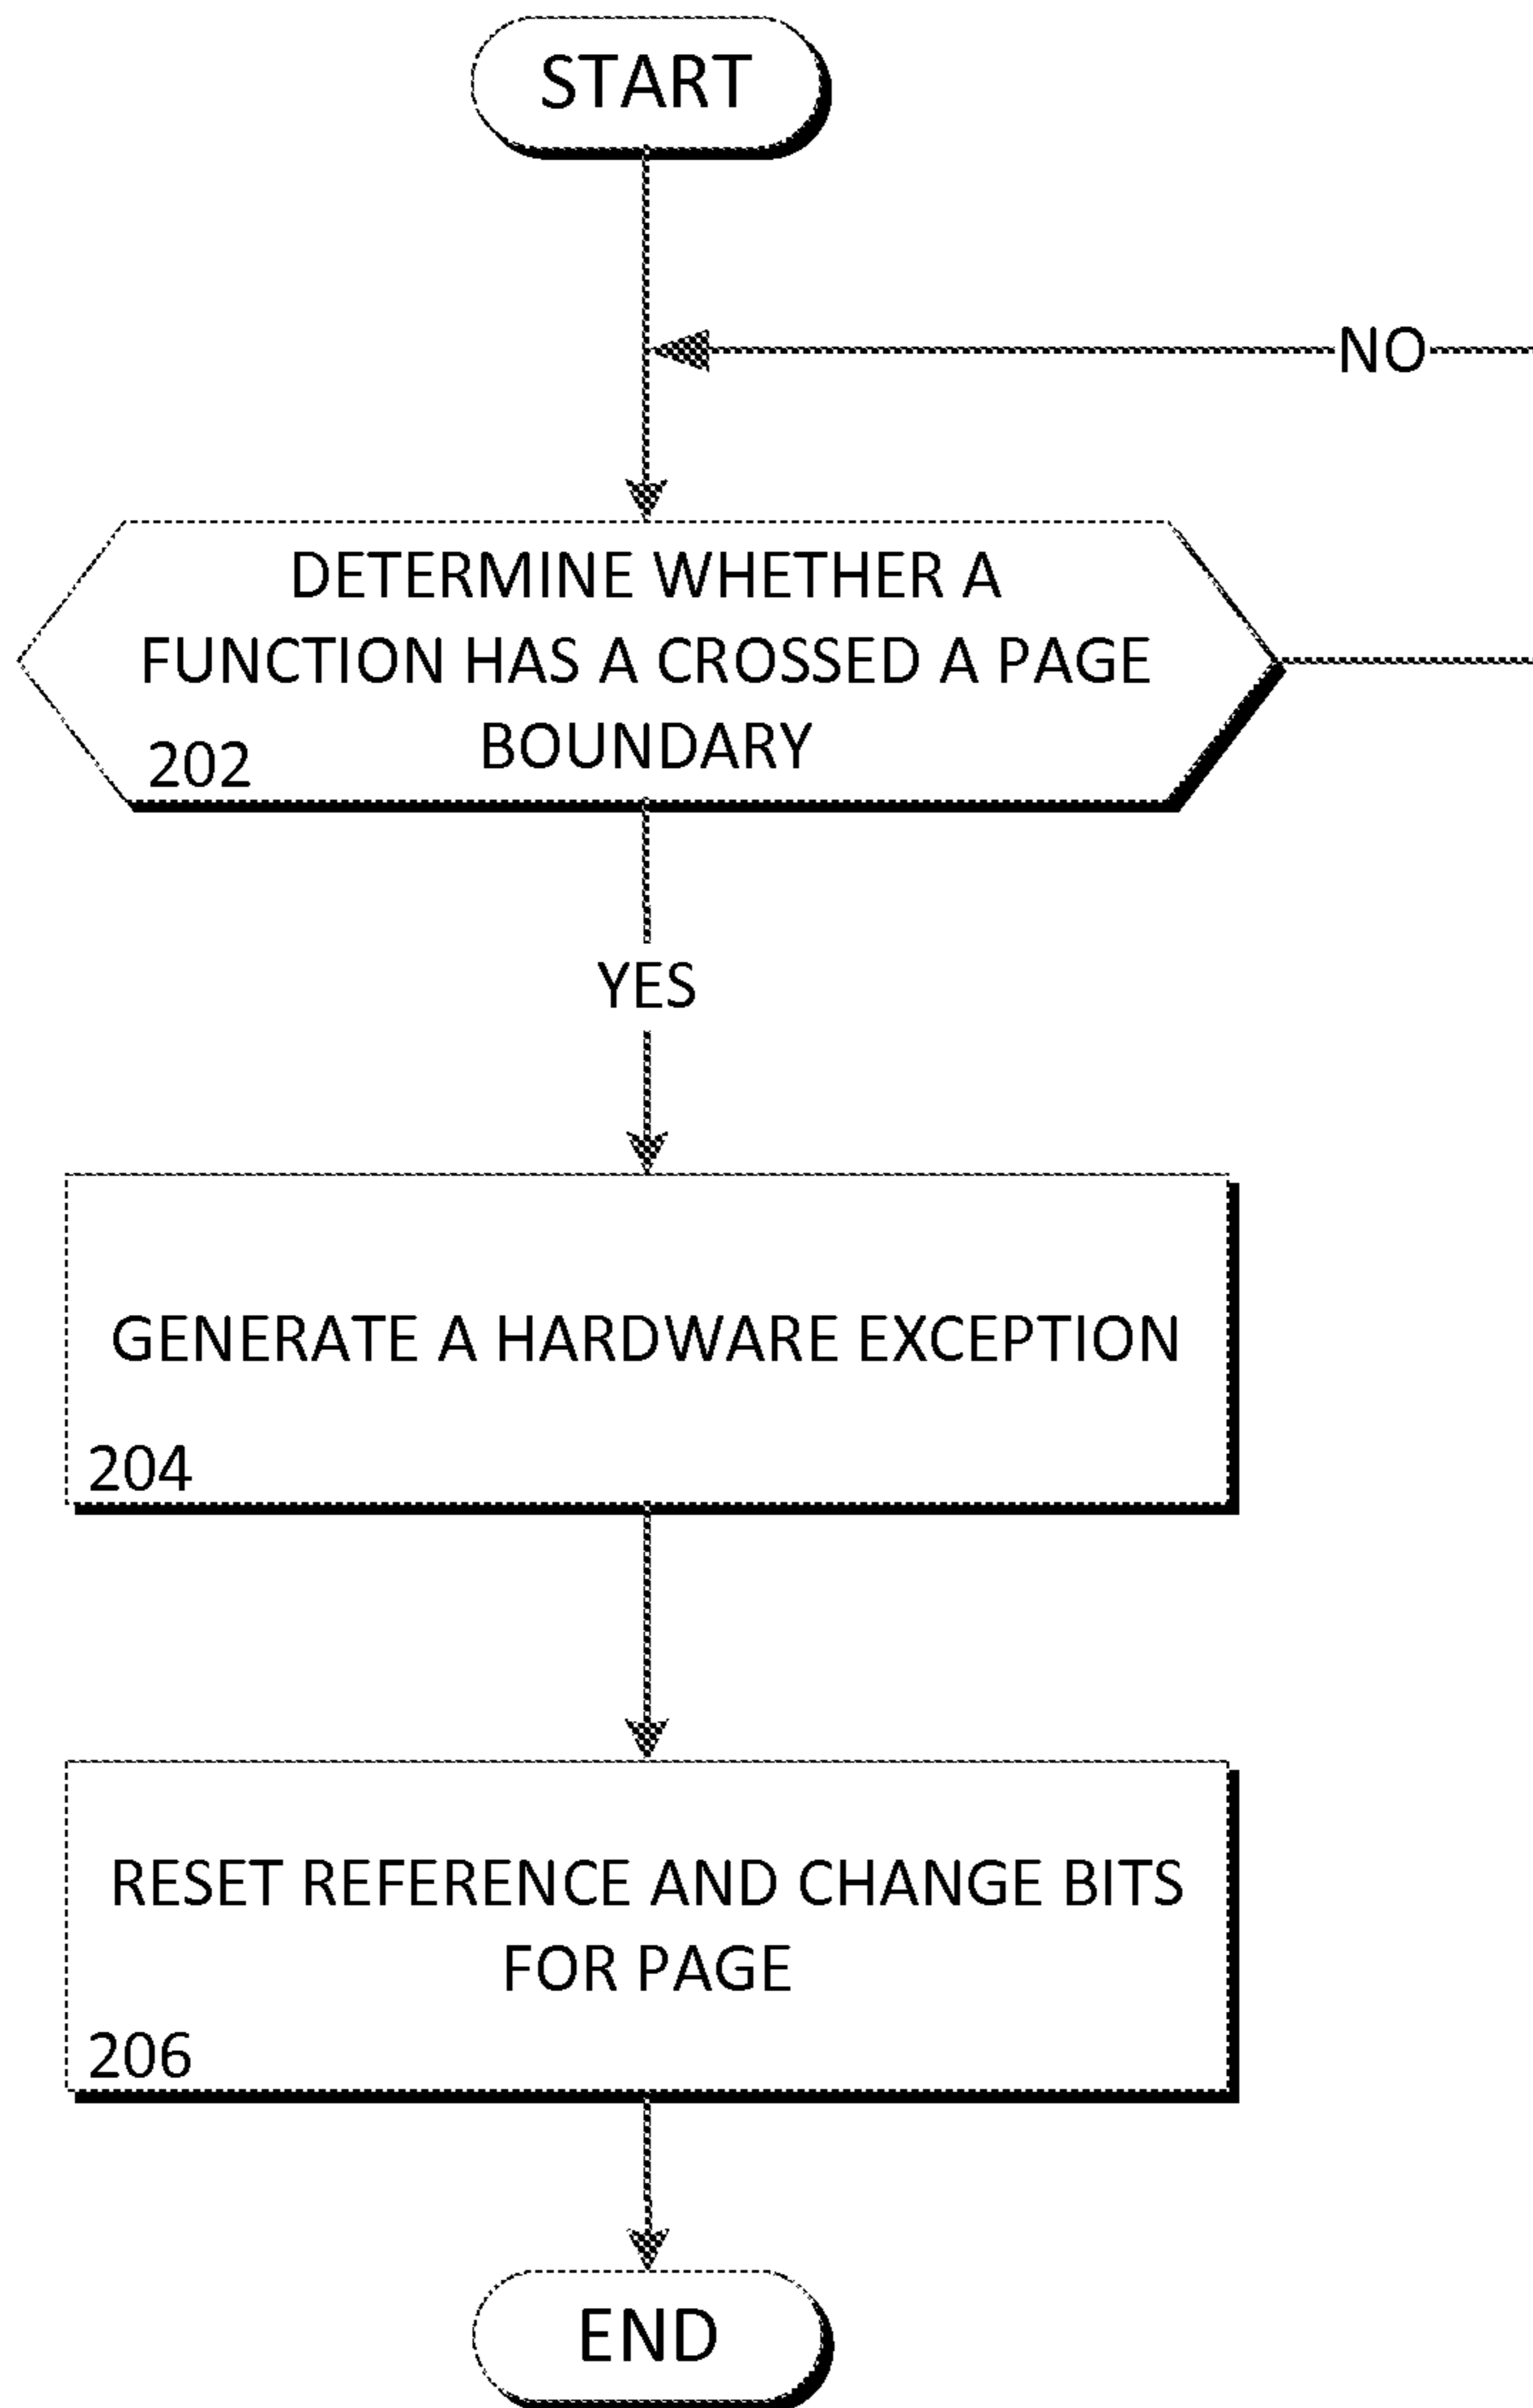 START
NO
DETERMINE WHETHER A
FUNCTION HAS A CROSSED A PAGE
BOUNDARY
202
YES
GENERATE A HARDWARE EXCEPTION
204
RESET REFERENCE AND CHANGE BITS
FOR PAGE
206
END